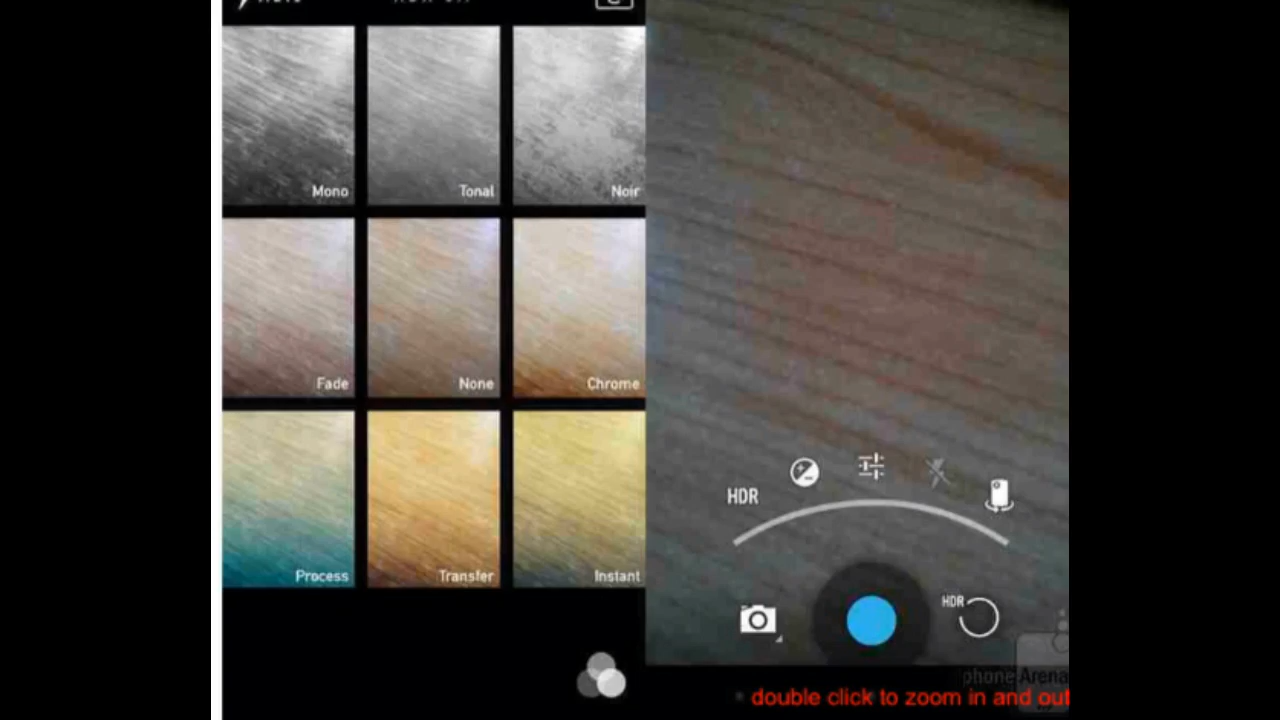 Mono Tonal Noir
Fade None Chrome
Process Transfer Instant
HDR
HDR
phoneArena
double click to zoom in and out